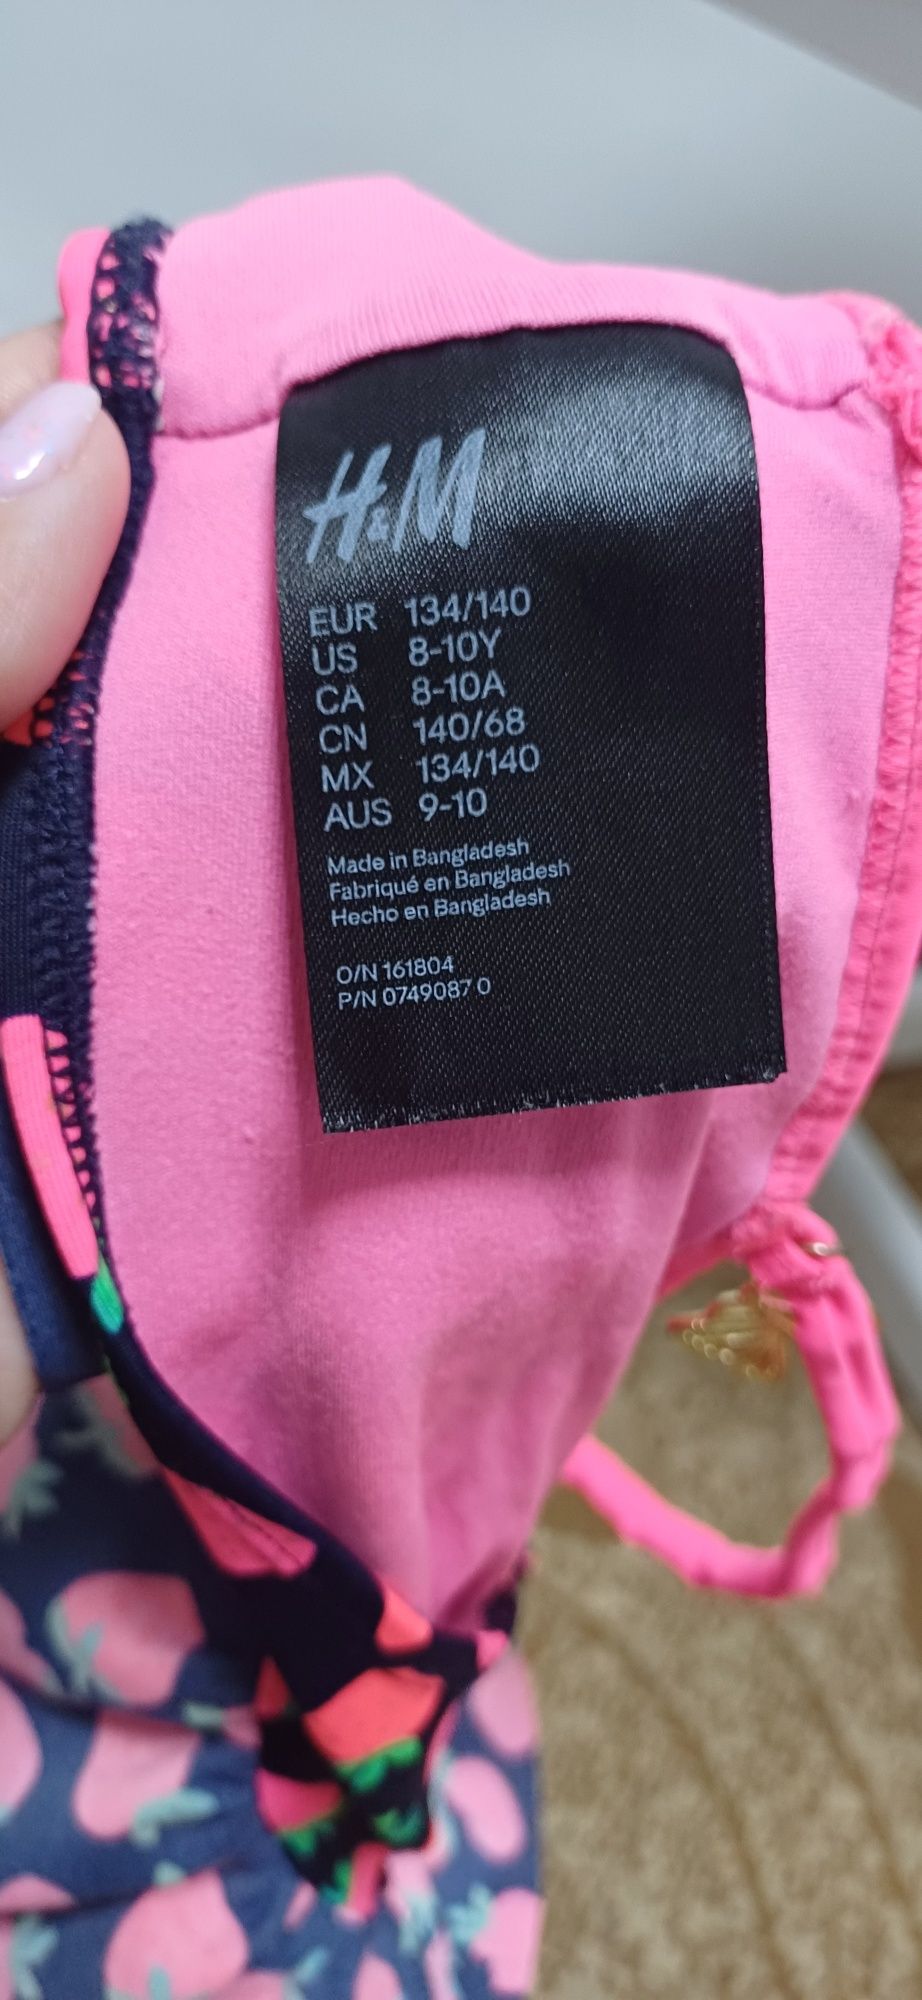 H&M
EUR 134/140
US 8-10Y
CA 8-10A
CN 140/68
MX 134/140
AUS 9-10
Made in Bangladesh
Fabriqué en Bangladesh
Hecho en Bangladesh
O/N 161804
P/N 0749087 0